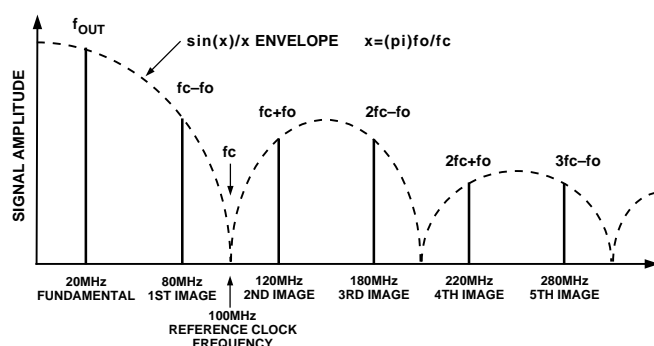 fOUT
sin(x)/x ENVELOPE x=(pi)fo/fc
fc–fo
fc+fo
2fc–fo
fc
2fc+fo
3fc–fo
SIGNAL AMPLITUDE
20MHz
FUNDAMENTAL
80MHz
1ST IMAGE
120MHz
2ND IMAGE
180MHz
3RD IMAGE
220MHz
4TH IMAGE
280MHz
5TH IMAGE
100MHz
REFERENCE CLOCK
FREQUENCY